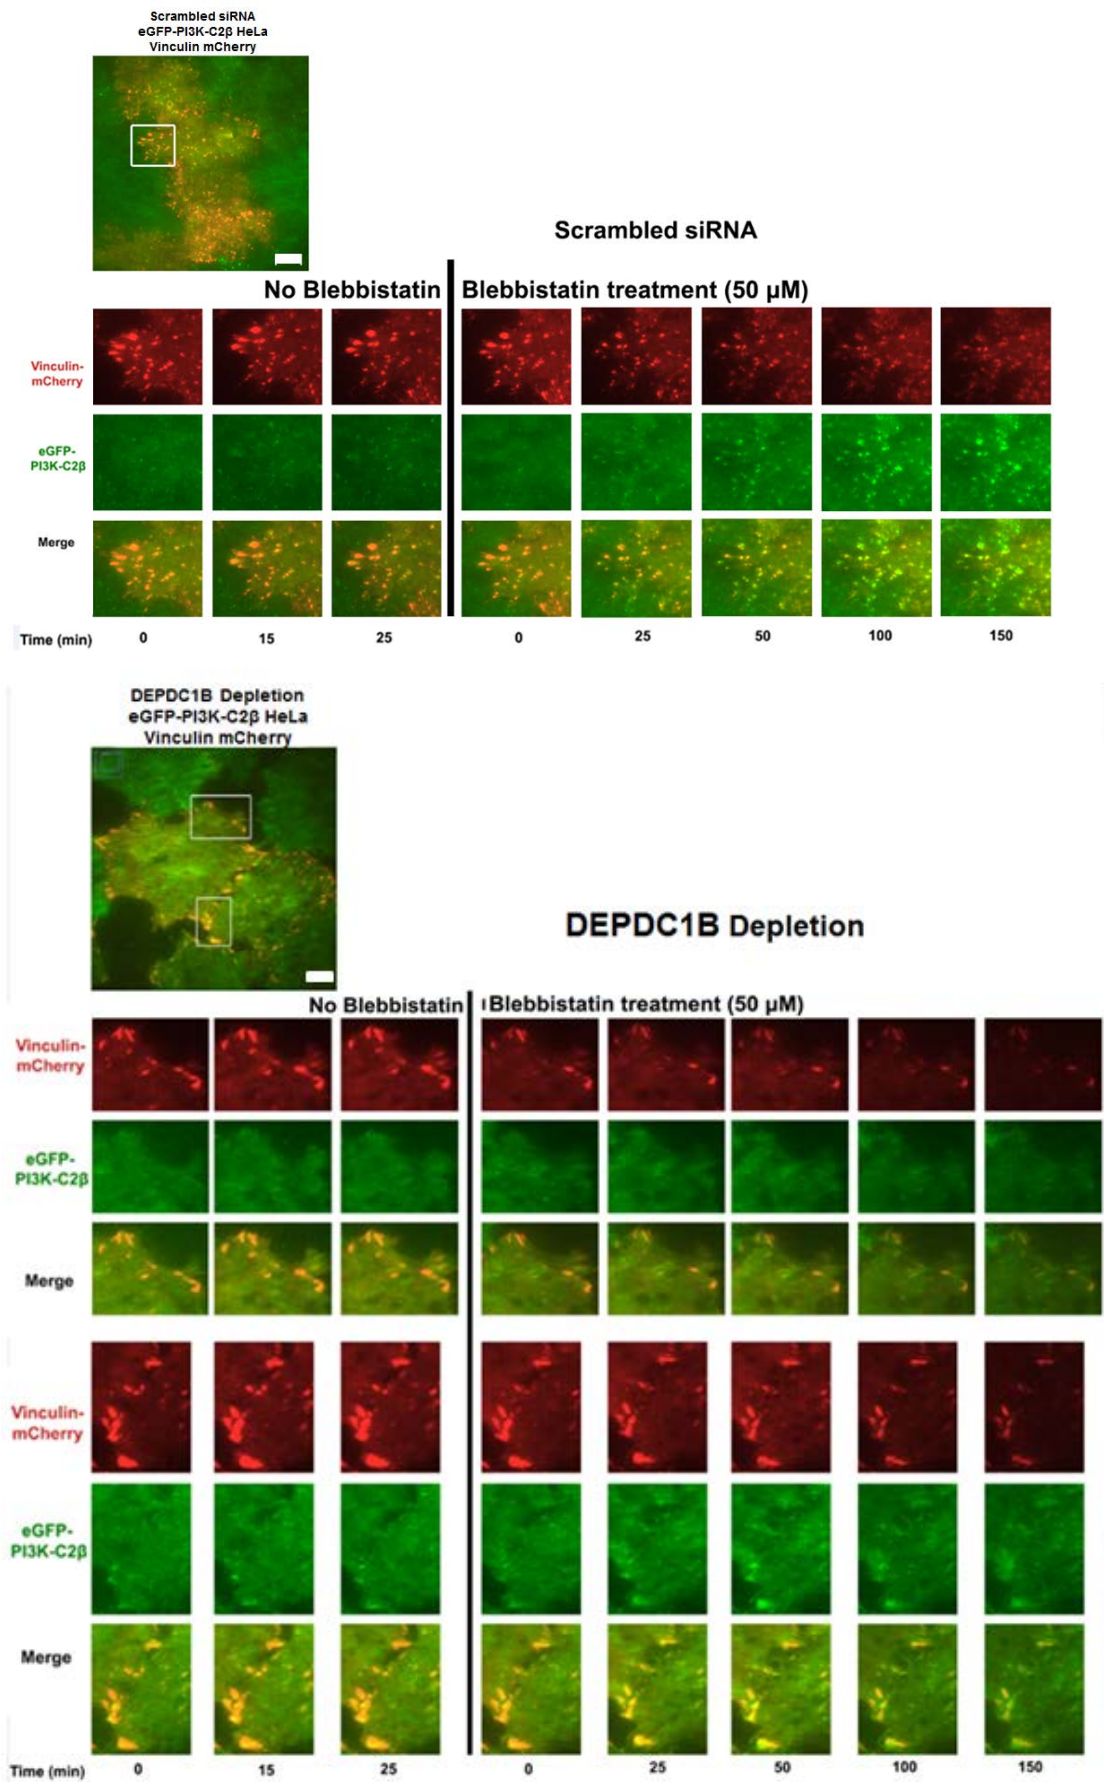 Scrambled siRNA
eGFP-PI3K-C2β HeLa
Vinculin mCherry
Scrambled siRNA
No Blebbistatin
Blebbistatin treatment (50 µM)
Vinculin-
mCherry
eGFP-
PI3K-C2β
Merge
Time (min) 0 15 25 0 25 50 100 150
DEPDC1B Depletion
eGFP-PI3K-C2β HeLa
Vinculin mCherry
DEPDC1B Depletion
No Blebbistatin
Blebbistatin treatment (50 µM)
Vinculin-
mCherry
eGFP-
PI3K-C2β
Merge
Vinculin-
mCherry
eGFP-
PI3K-C2β
Merge
Time (min) 0 15 25 0 25 50 100 150